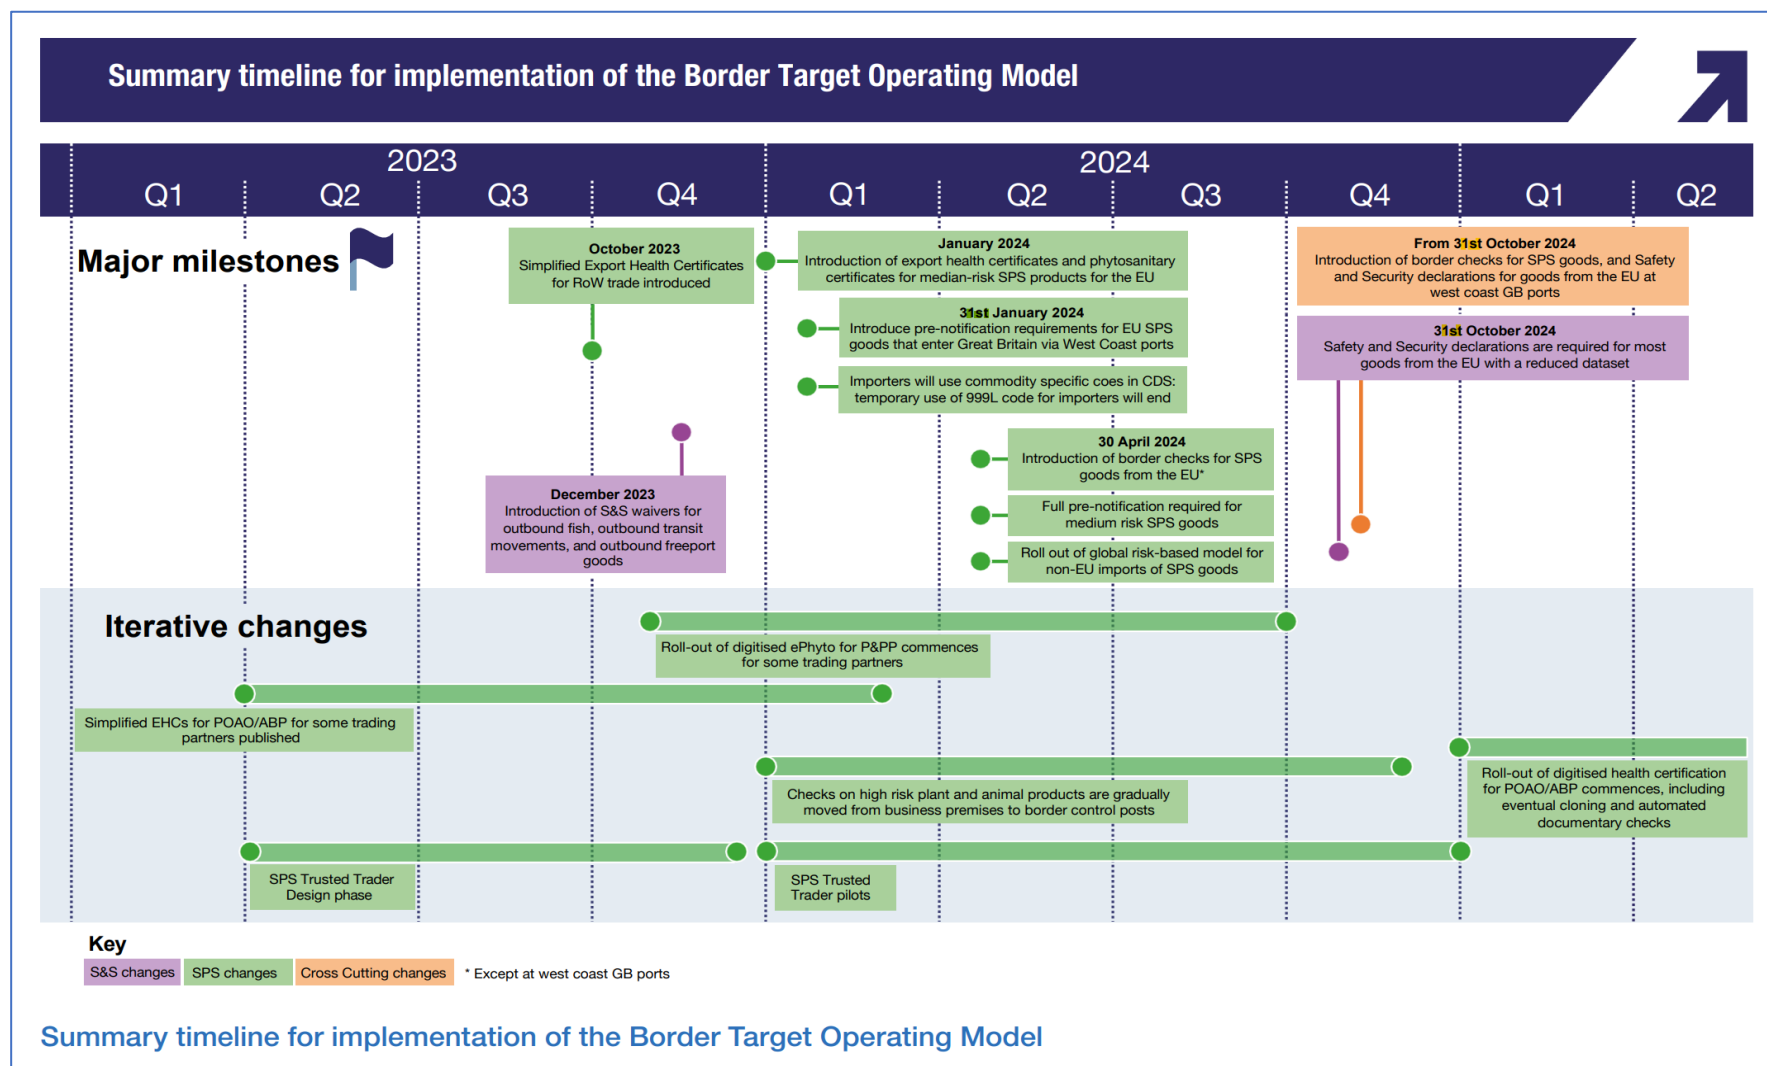 Summary timeline for implementation of the Border Target Operating Model
2023
2024
Q1
Q2
Q3
Q4
Q1
Q2
Q3
Q4
Q1
Q2
Major milestones
October 2023
Simplified Export Health Certificates
for RoW trade introduced
December 2023
Introduction of S&S waivers for
outbound fish, outbound transit
movements, and outbound freeport
goods
January 2024
Introduction of export health certificates and phytosanitary
certificates for median-risk SPS products for the EU
31st January 2024
Introduce pre-notification requirements for EU SPS
goods that enter Great Britain via West Coast ports
Importers will use commodity specific coes in CDS:
temporary use of 999L code for importers will end
30 April 2024
Introduction of border checks for SPS
goods from the EU*
Full pre-notification required for
medium risk SPS goods
Roll out of global risk-based model for
non-EU imports of SPS goods
From 31st October 2024
Introduction of border checks for SPS goods, and Safety
and Security declarations for goods from the EU at
west coast GB ports
31st October 2024
Safety and Security declarations are required for most
goods from the EU with a reduced dataset
Iterative changes
Roll-out of digitised ePhyto for P&PP commences
for some trading partners
Simplified EHCs for POAO/ABP for some trading
partners published
Checks on high risk plant and animal products are gradually
moved from business premises to border control posts
Roll-out of digitised health certification
for POAO/ABP commences, including
eventual cloning and automated
documentary checks
SPS Trusted Trader
Design phase
SPS Trusted
Trader pilots
Key
S&S changes
SPS changes
Cross Cutting changes
* Except at west coast GB ports
Summary timeline for implementation of the Border Target Operating Model